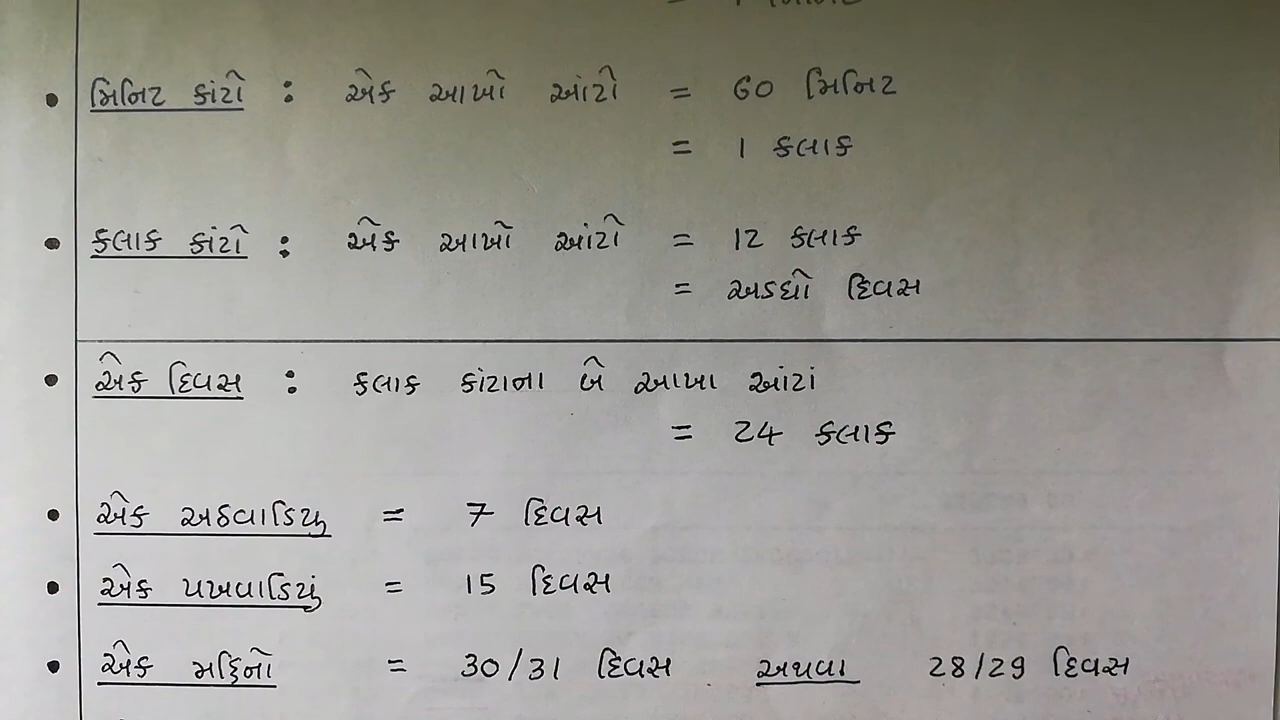 = 1 મિનિટ
• મિનિટ કાંટો : એક આખો આંટો = 60 મિનિટ
= 1 કલાક
• કલાક કાંટો : એક આખો આંટો = 12 કલાક
= અડધો દિવસ
• એક દિવસ : કલાક કાંટાના બે આખા આંટાં
= 24 કલાક
• એક અઠવાડિયુ = 7 દિવસ
• એક પખવાડિયું = 15 દિવસ
• એક મહિનો = 30/31 દિવસ અથવા 28/29 દિવસ